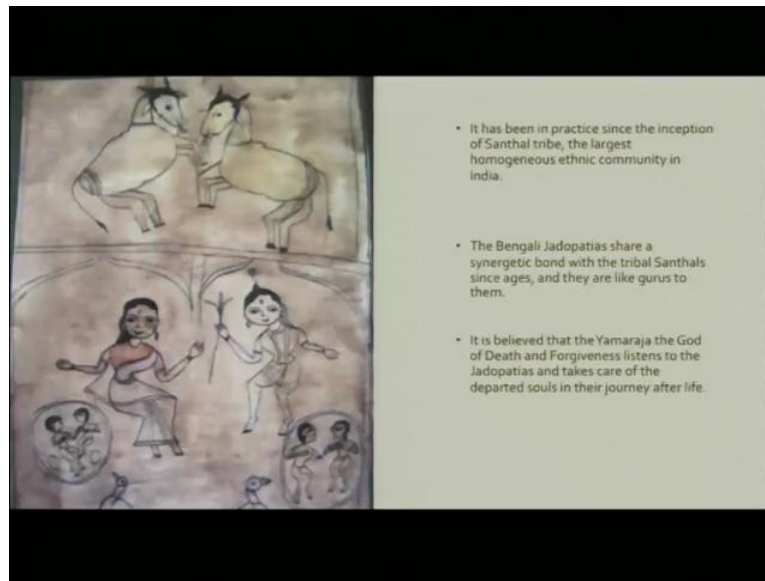 • It has been in practice since the inception
of Santhal tribe, the largest
homogeneous ethnic community in
India.
• The Bengali Jadopatias share a
synergetic bond with the tribal Santhals
since ages, and they are like gurus to
them.
• It is believed that the Yamaraja the God
of Death and Forgiveness listens to the
Jadopatias and takes care of the
departed souls in their journey after life.